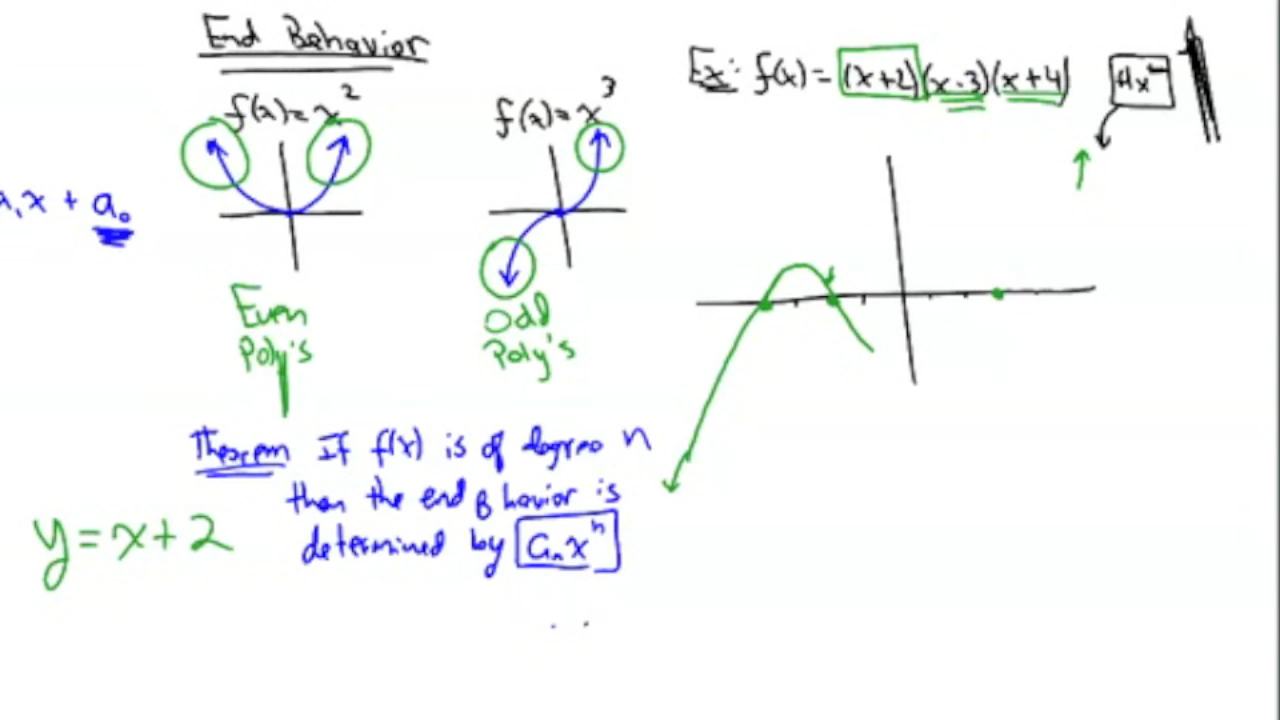 End Behavior
f(x) = x²
f(x) = x³
a₁x + a₀
Even
Poly's
Odd
Poly's
Theorem If f(x) is of degree n
then the end Behavior is
determined by aₙxⁿ
y = x + 2
Ex: f(x) = (x+2)(x-3)(x+4)